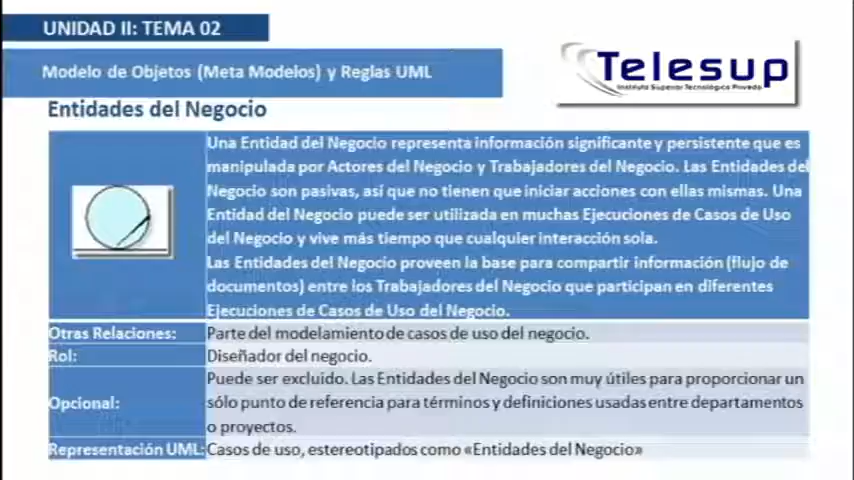 UNIDAD II: TEMA 02
Modelo de Objetos (Meta Modelos) y Reglas UML
Telesup
Instituto Superior Tecnológico Privado
Entidades del Negocio
Una Entidad del Negocio representa información significante y persistente que es
manipulada por Actores del Negocio y Trabajadores del Negocio. Las Entidades del
Negocio son pasivas, así que no tienen que iniciar acciones con ellas mismas. Una
Entidad del Negocio puede ser utilizada en muchas Ejecuciones de Casos de Uso
del Negocio y vive más tiempo que cualquier interacción sola.
Las Entidades del Negocio proveen la base para compartir información (flujo de
documentos) entre los Trabajadores del Negocio que participan en diferentes
Ejecuciones de Casos de Uso del Negocio.
Otras Relaciones: Parte del modelamiento de casos de uso del negocio.
Rol: Diseñador del negocio.
Puede ser excluido. Las Entidades del Negocio son muy útiles para proporcionar un
Opcional: sólo punto de referencia para términos y definiciones usadas entre departamentos
o proyectos.
Representación UML: Casos de uso, estereotipados como «Entidades del Negocio»